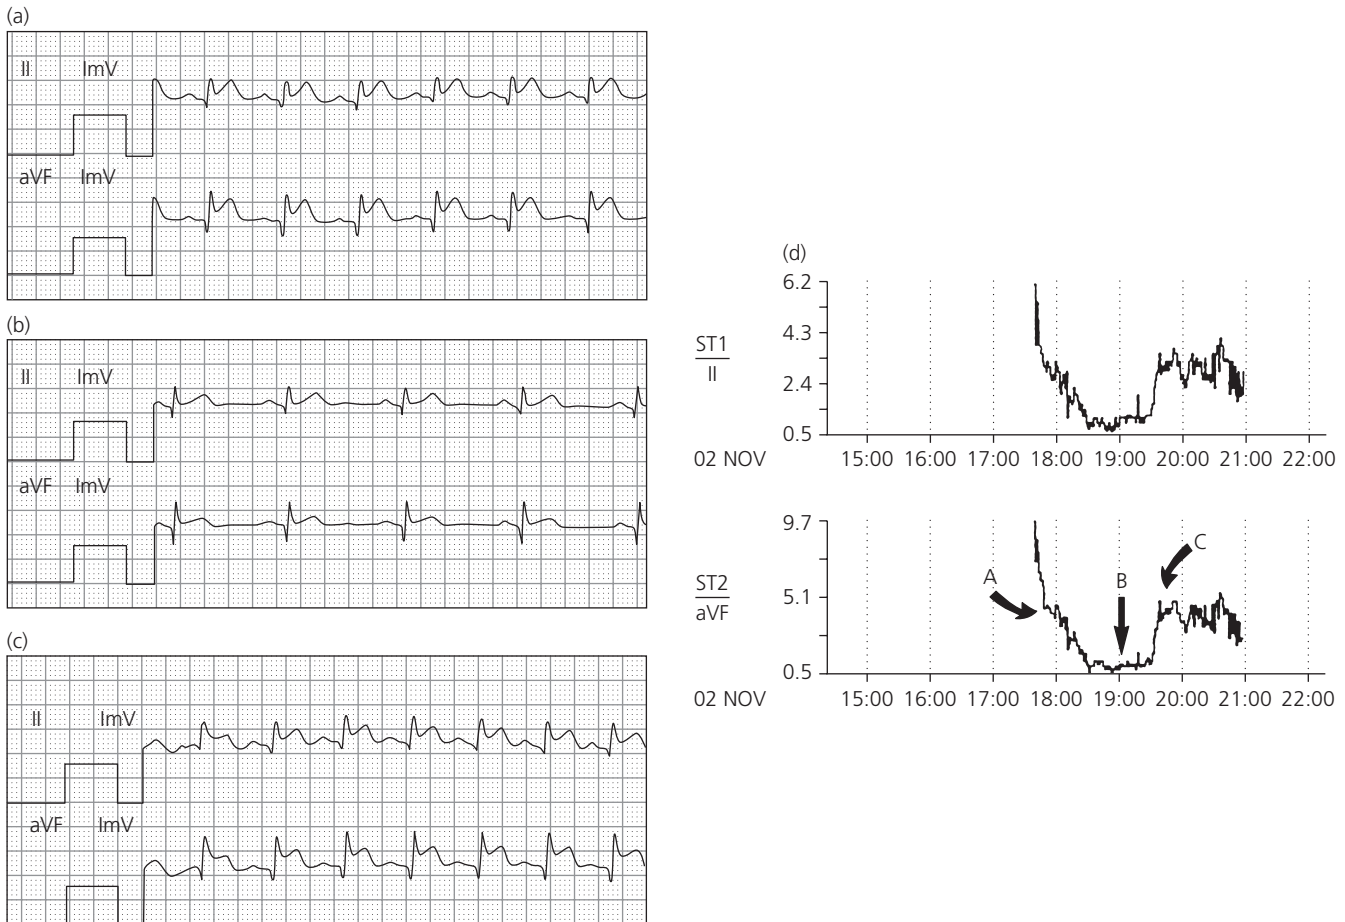 (a)
II ImV
aVF ImV
(b)
II ImV
aVF ImV
(c)
II ImV
aVF ImV
(d)
6.2
4.3
ST1
II
2.4
0.5
02 NOV 15:00 16:00 17:00 18:00 19:00 20:00 21:00 22:00
9.7
C
A B
5.1
ST2
aVF
0.5
02 NOV 15:00 16:00 17:00 18:00 19:00 20:00 21:00 22:00